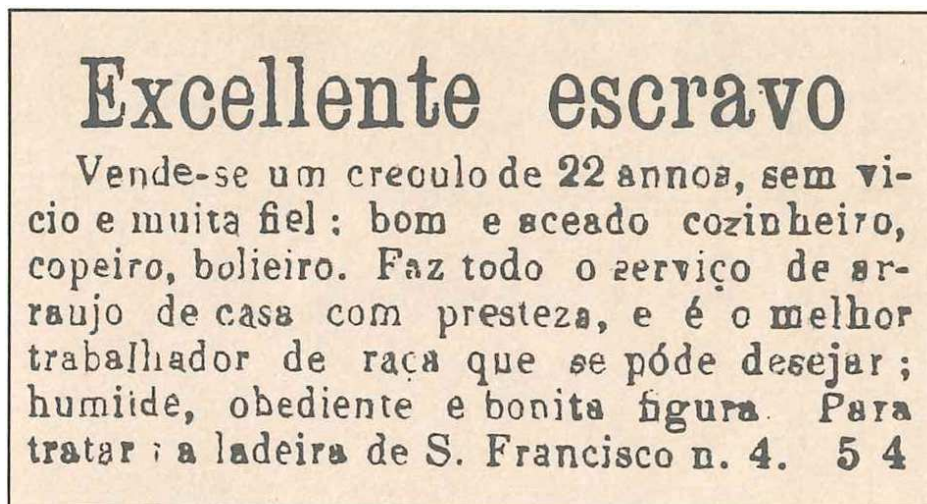 Excellente escravo
Vende-se um creoulo de 22 annos, sem vi-
cio e muita fiel : bom e aceado cozinheiro,
copeiro, bolieiro. Faz todo o serviço de ar-
raujo de casa com presteza, e é o melhor
trabalhador de raça que se póde desejar ;
humilde, obediente e bonita figura. Para
tratar : a ladeira de S. Francisco n. 4. 5 4